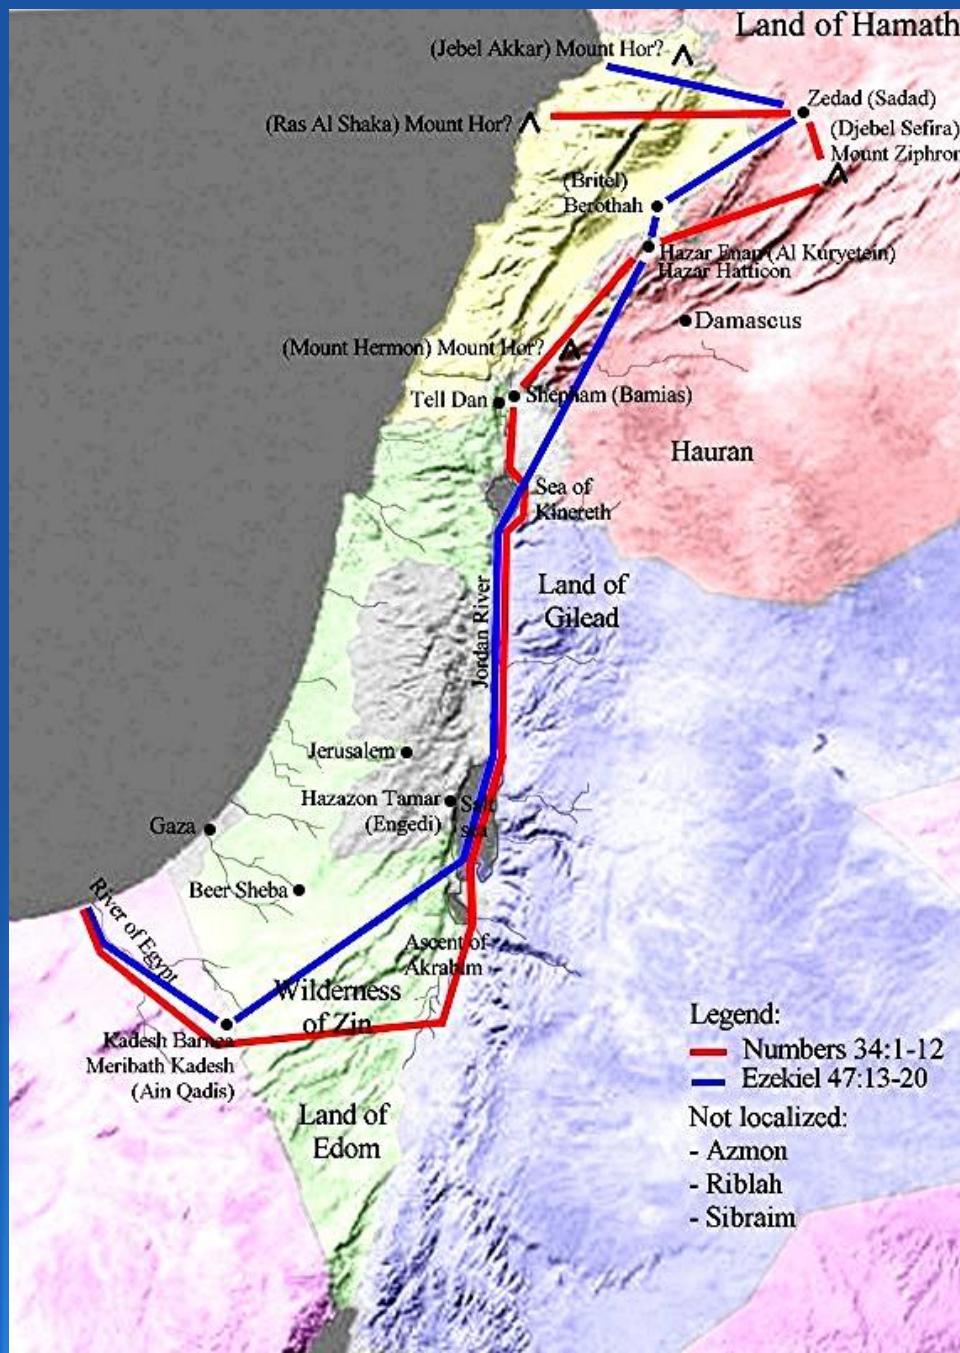 Land of Hamath
(Jebel Akkar) Mount Hor?
Zedad (Sadad)
(Ras Al Shaka) Mount Hor?
(Djebel Sefira)
Mount Ziphron
(Britel)
Berothah
Hazar Enan (Al Kuryetein)
Hazar Hatticon
Damascus
(Mount Hermon) Mount Hor?
Tell Dan
Shepham (Bamias)
Hauran
Sea of
Kinereth
Land of
Gilead
Jordan River
Jerusalem
Hazazon Tamar
(Engedi)
Salt
sea
Gaza
Beer Sheba
River of Egypt
Ascent of
Akrabim
Wilderness
of Zin
Kadesh Barnea
Meribath Kadesh
(Ain Qadis)
Land of
Edom
Legend:
Numbers 34:1-12
Ezekiel 47:13-20
Not localized:
- Azmon
- Riblah
- Sibraim